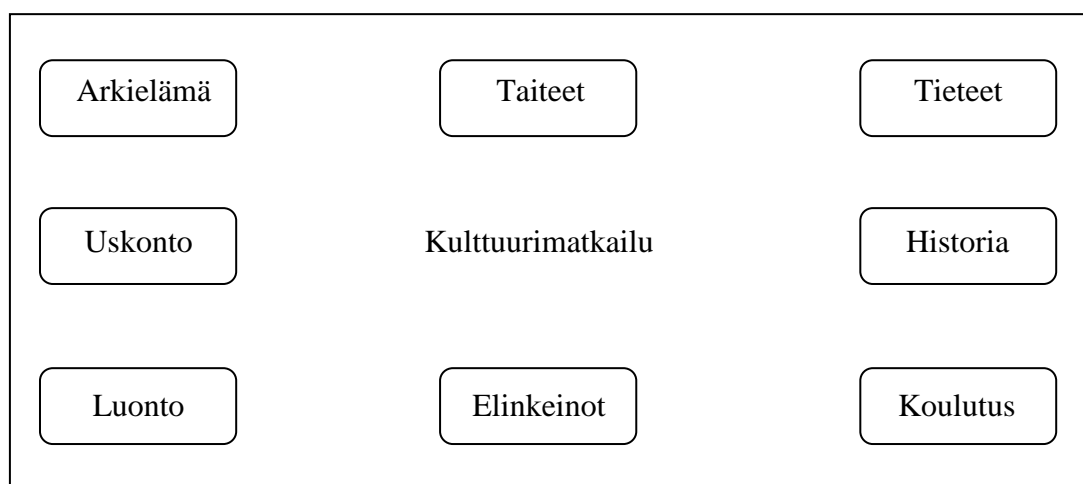 Arkielämä
Taiteet
Tieteet
Uskonto
Kulttuurimatkailu
Historia
Luonto
Elinkeinot
Koulutus